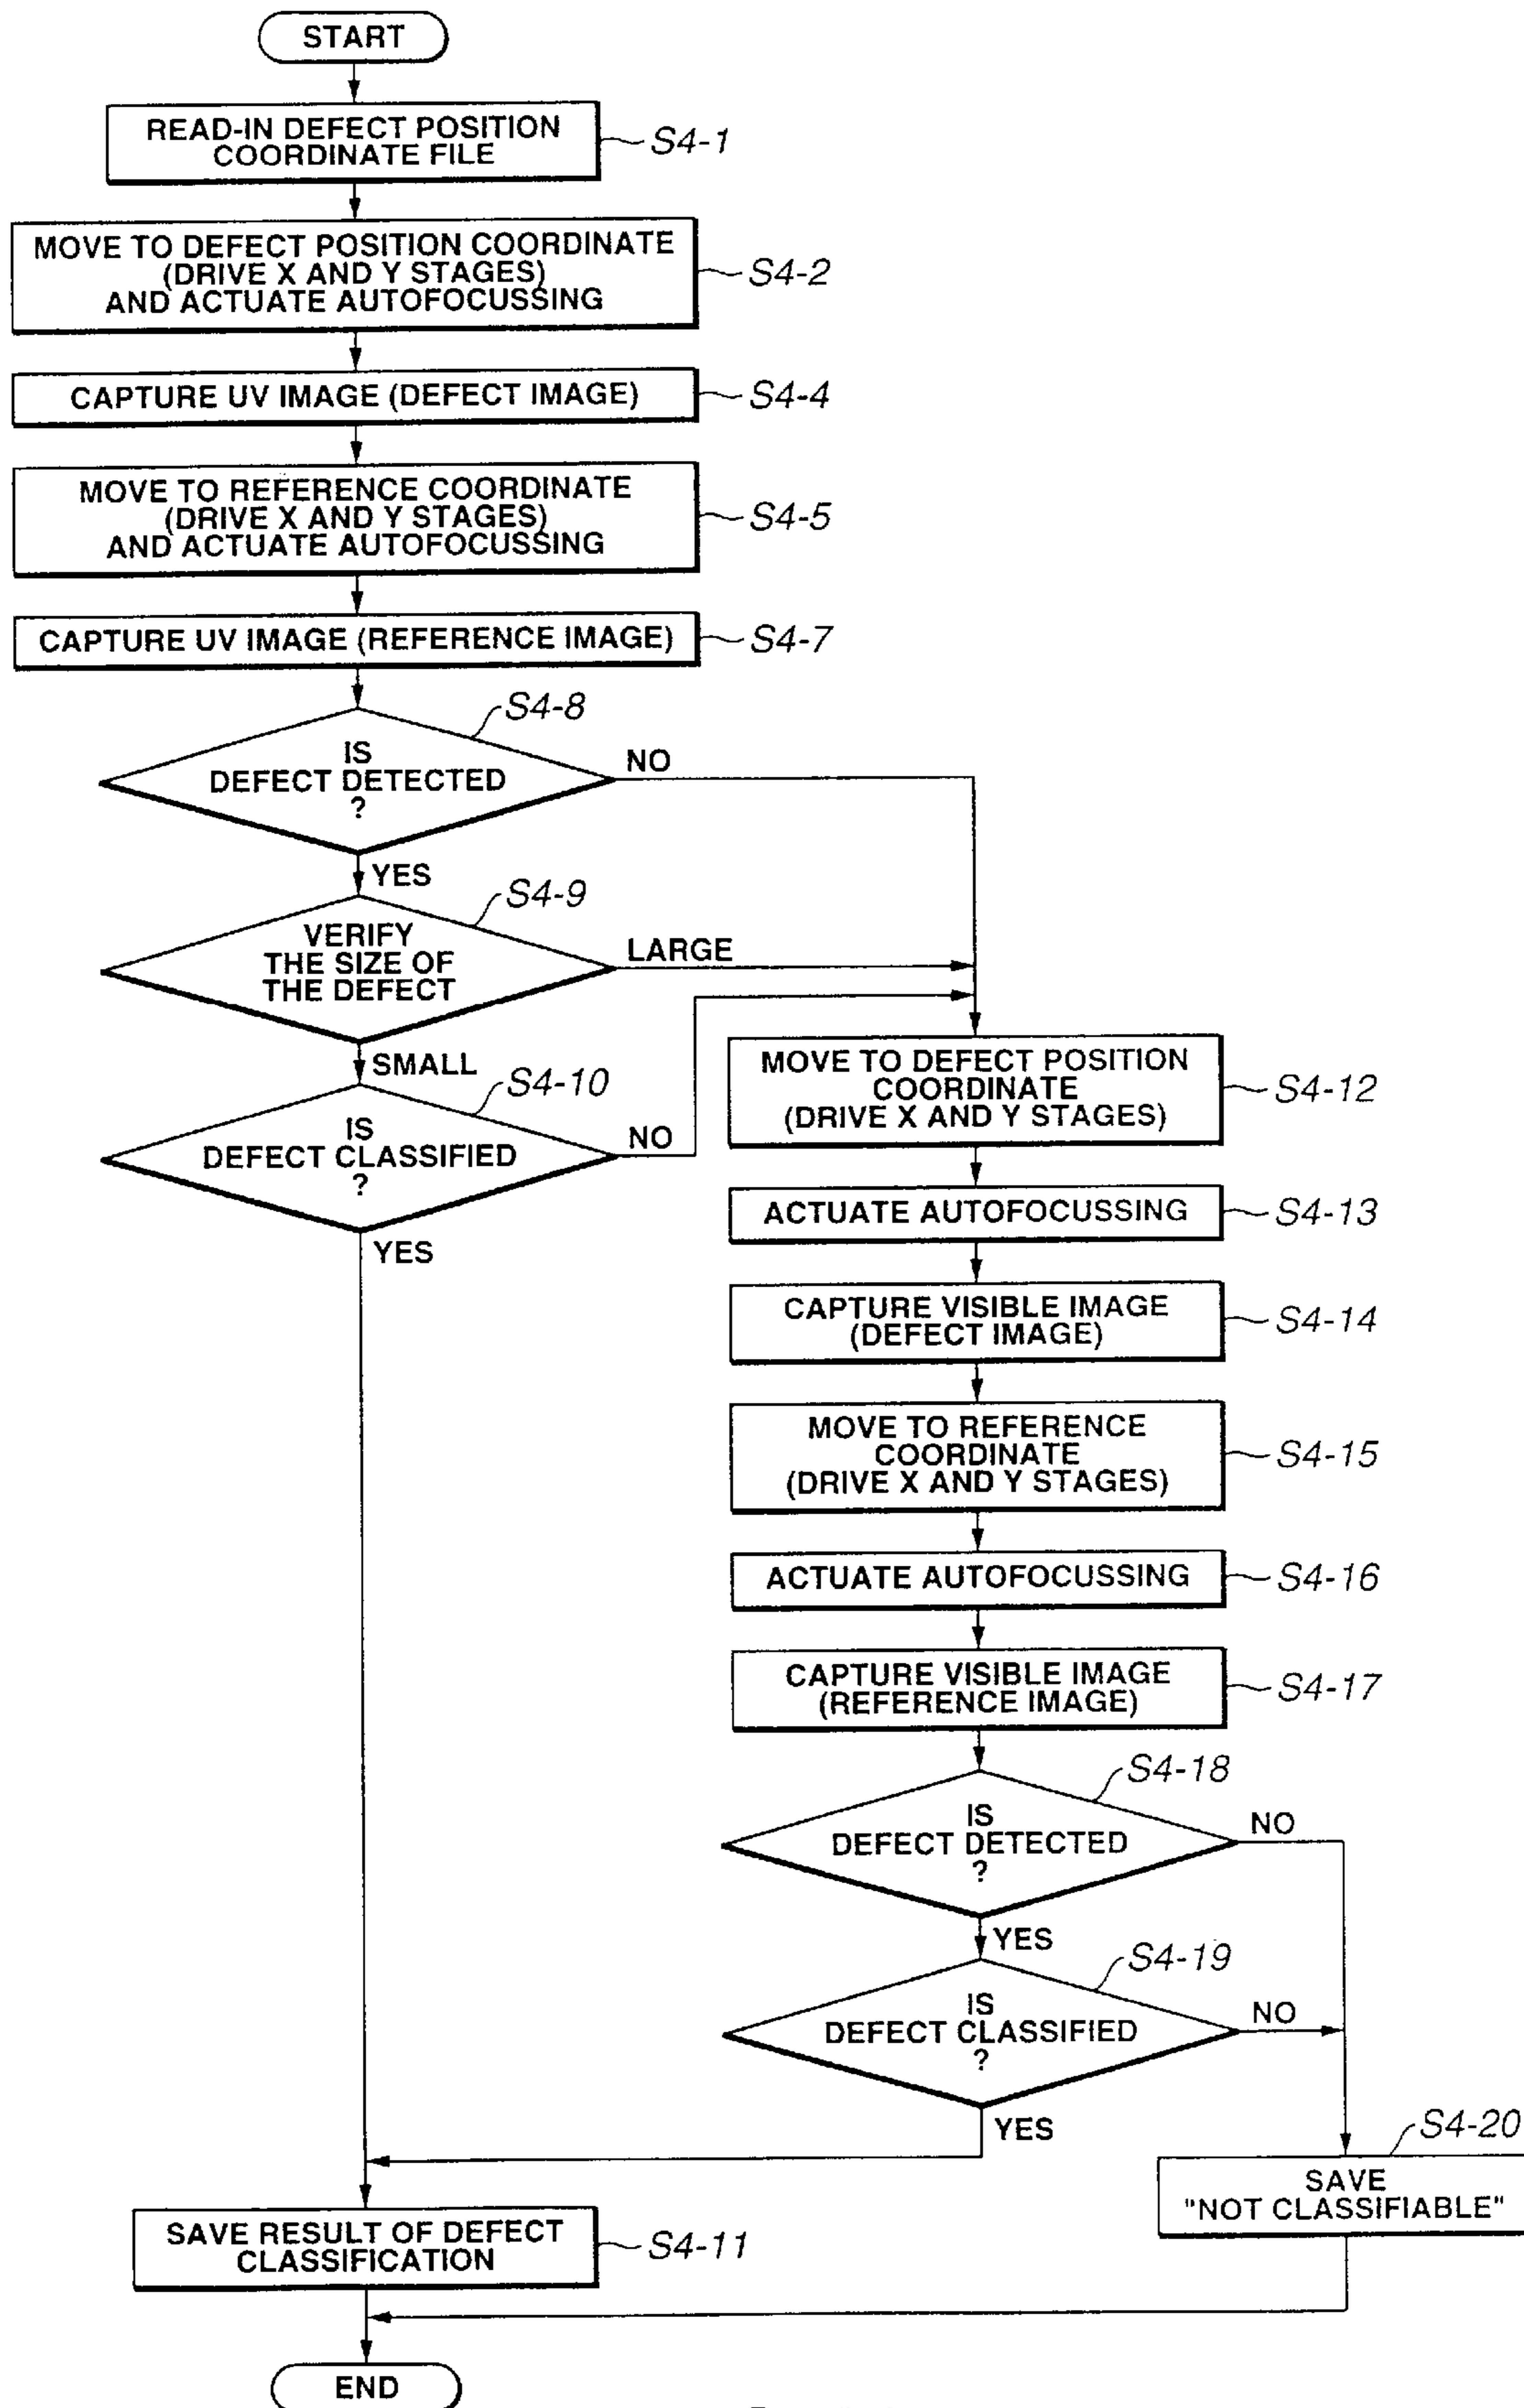 START
READ-IN DEFECT POSITION
COORDINATE FILE
S4-1
MOVE TO DEFECT POSITION COORDINATE
(DRIVE X AND Y STAGES)
AND ACTUATE AUTOFOCUSSING
S4-2
CAPTURE UV IMAGE (DEFECT IMAGE)
S4-4
MOVE TO REFERENCE COORDINATE
(DRIVE X AND Y STAGES)
AND ACTUATE AUTOFOCUSSING
S4-5
CAPTURE UV IMAGE (REFERENCE IMAGE)
S4-7
S4-8
IS
DEFECT DETECTED
?
NO
YES
S4-9
VERIFY
THE SIZE OF
THE DEFECT
LARGE
SMALL
S4-10
IS
DEFECT CLASSIFIED
?
NO
YES
MOVE TO DEFECT POSITION
COORDINATE
(DRIVE X AND Y STAGES)
S4-12
ACTUATE AUTOFOCUSSING
S4-13
CAPTURE VISIBLE IMAGE
(DEFECT IMAGE)
S4-14
MOVE TO REFERENCE
COORDINATE
(DRIVE X AND Y STAGES)
S4-15
ACTUATE AUTOFOCUSSING
S4-16
CAPTURE VISIBLE IMAGE
(REFERENCE IMAGE)
S4-17
S4-18
IS
DEFECT DETECTED
?
NO
YES
S4-19
IS
DEFECT CLASSIFIED
?
NO
YES
S4-20
SAVE
"NOT CLASSIFIABLE"
SAVE RESULT OF DEFECT
CLASSIFICATION
S4-11
END